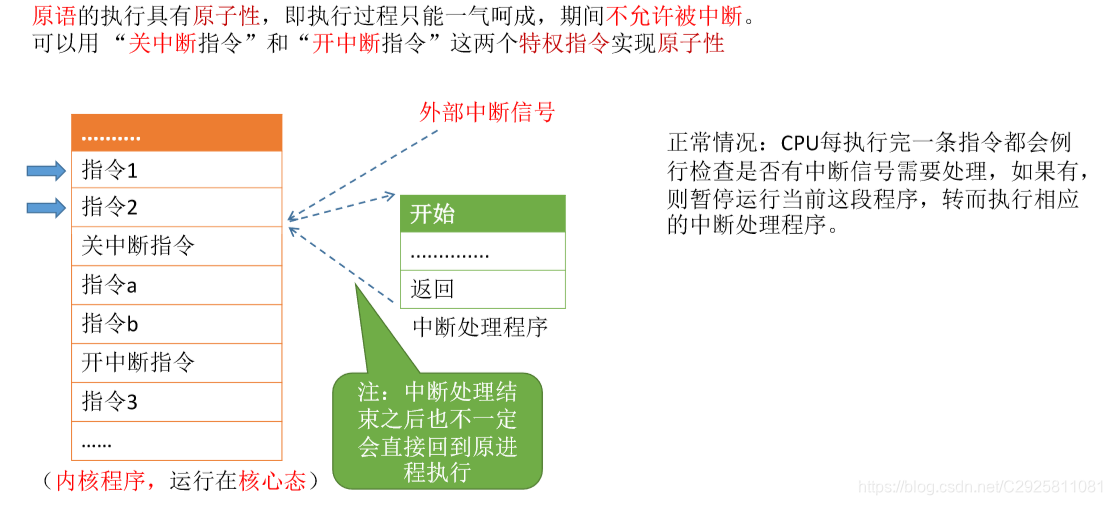 原语的执行具有原子性，即执行过程只能一气呵成，期间不允许被中断。
可以用 “关中断指令”和“开中断指令”这两个特权指令实现原子性
外部中断信号
..........
指令1
指令2
关中断指令
指令a
指令b
开中断指令
指令3
......
（内核程序，运行在核心态）
开始
..............
返回
中断处理程序
注：中断处理结
束之后也不一定
会直接回到原进
程执行
正常情况：CPU每执行完一条指令都会例
行检查是否有中断信号需要处理，如果有，
则暂停运行当前这段程序，转而执行相应
的中断处理程序。
https://blog.csdn.net/C2925811081